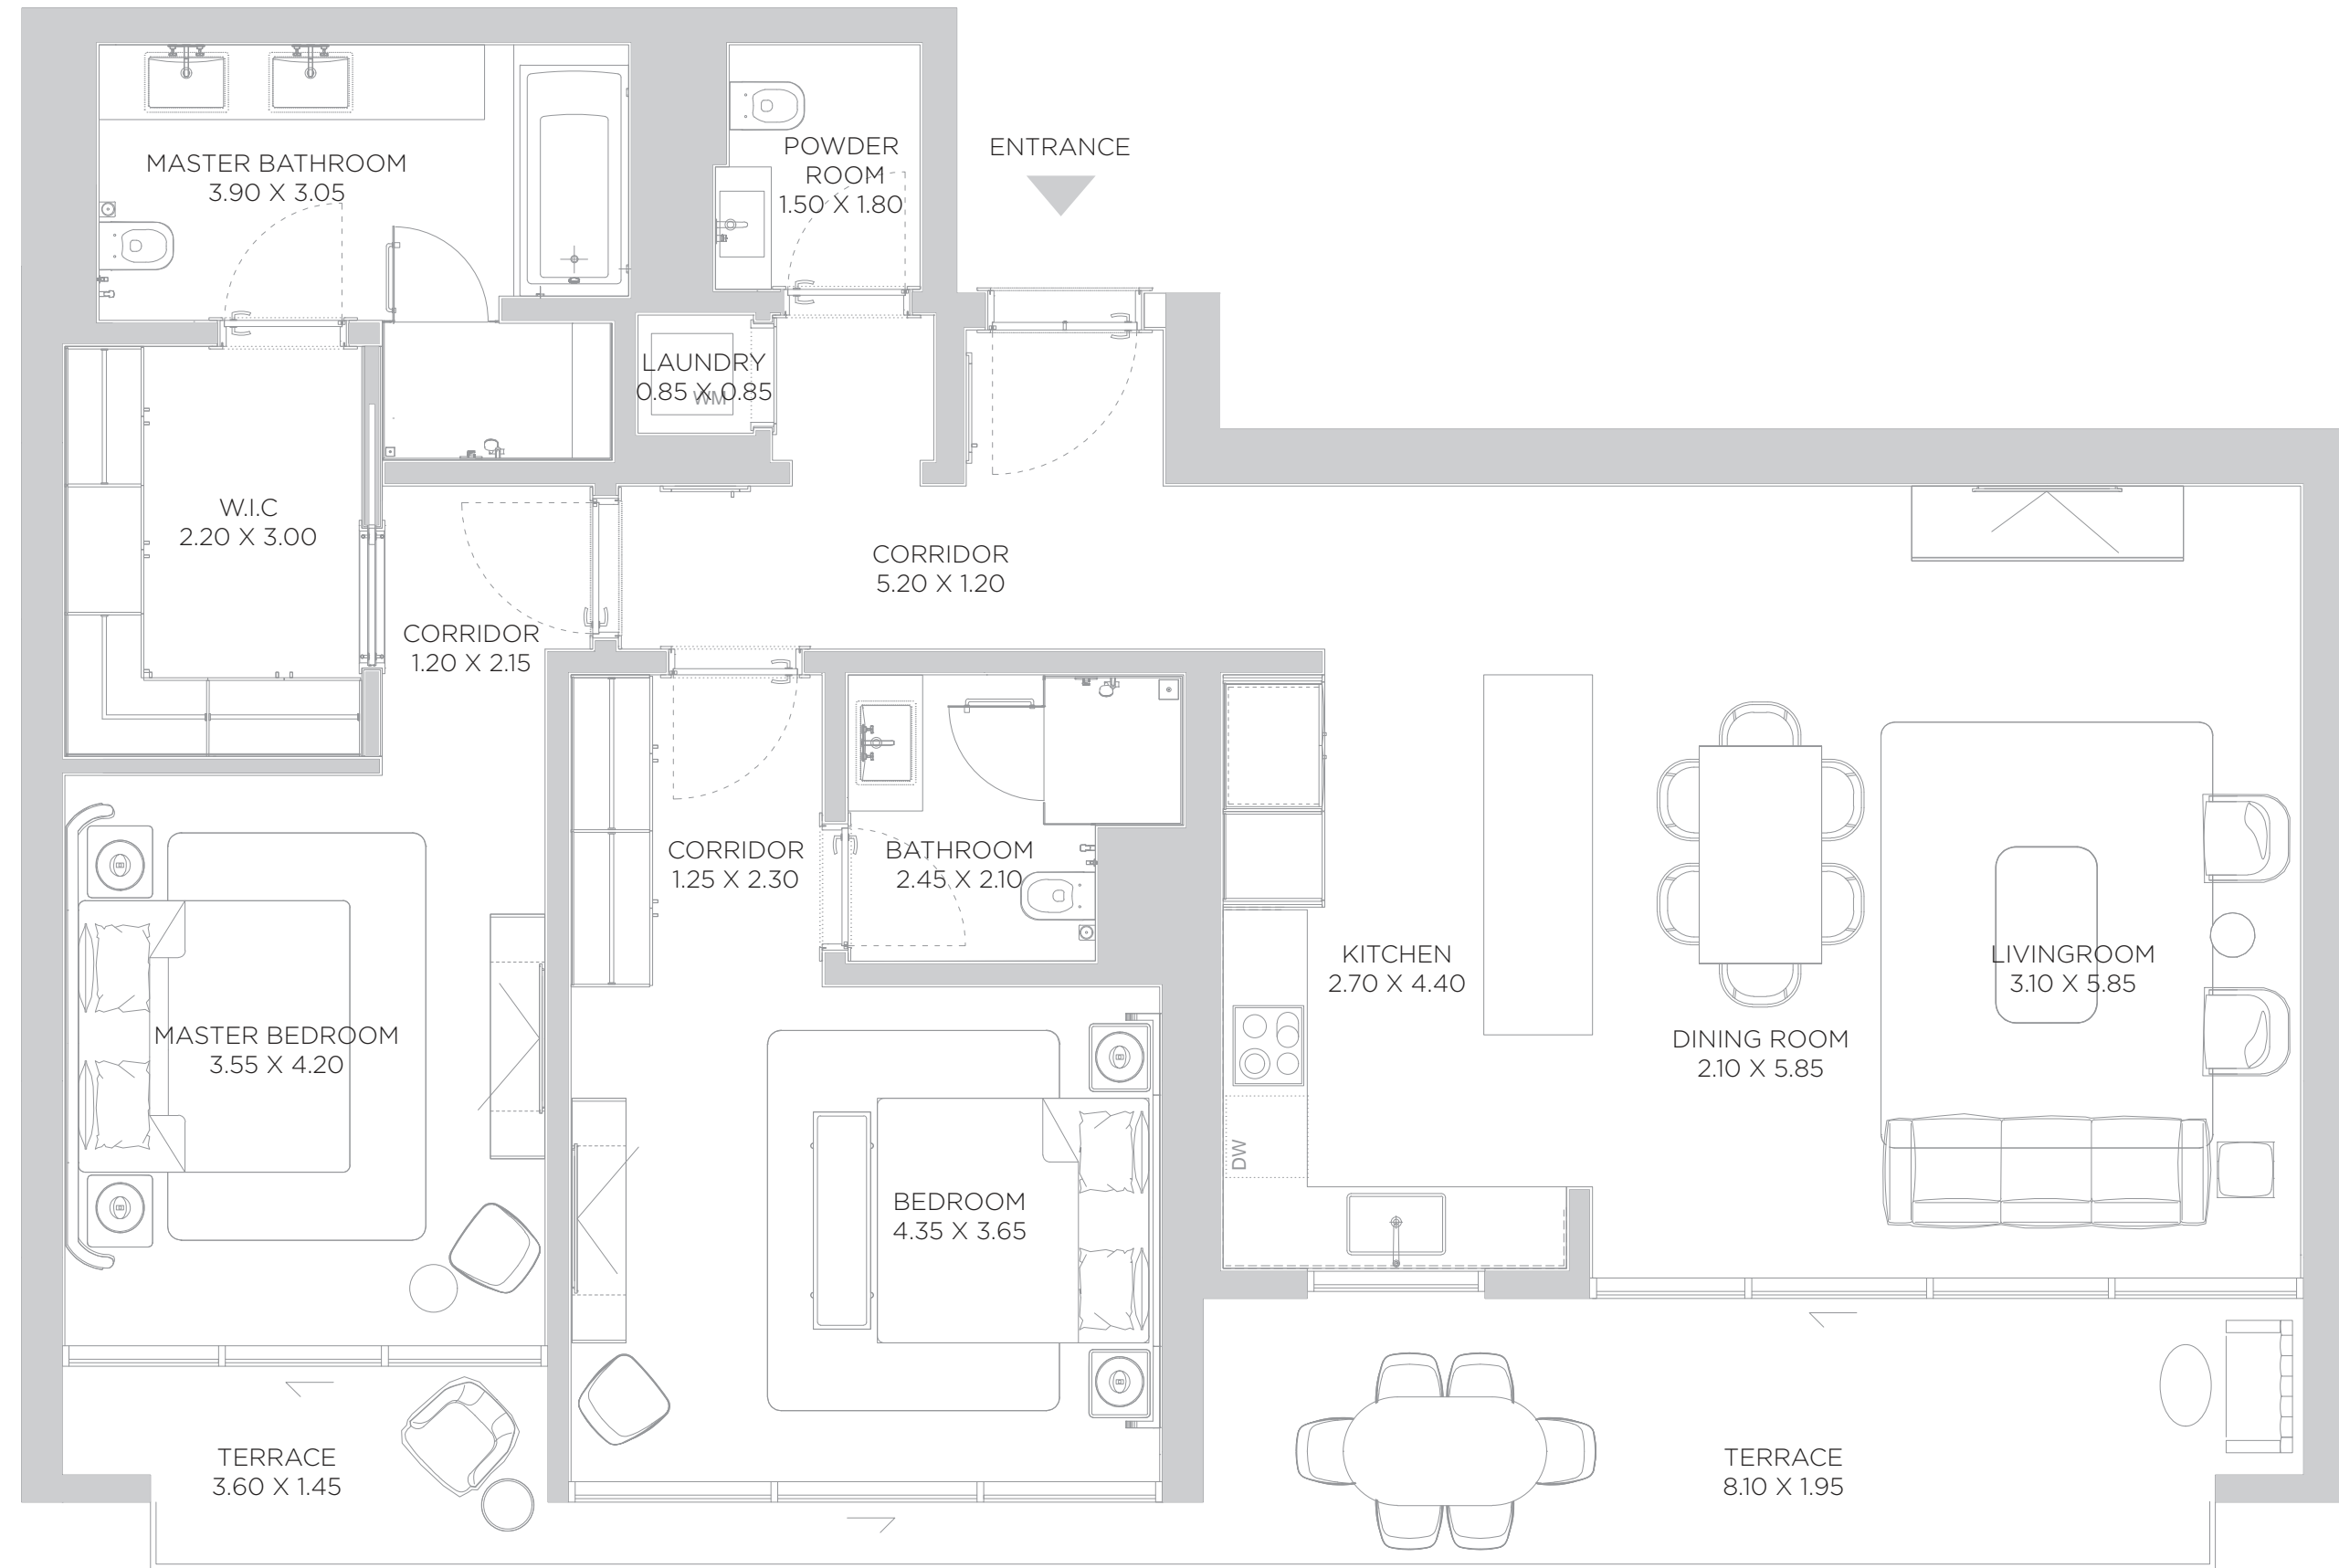 MASTER BATHROOM
3.90 X 3.05
POWDER
ROOM
1.50 X 1.80
ENTRANCE
LAUNDRY
0.85 X 0.85
WM
W.I.C
2.20 X 3.00
CORRIDOR
1.20 X 2.15
CORRIDOR
5.20 X 1.20
CORRIDOR
1.25 X 2.30
BATHROOM
2.45 X 2.10
KITCHEN
2.70 X 4.40
LIVINGROOM
3.10 X 5.85
MASTER BEDROOM
3.55 X 4.20
DINING ROOM
2.10 X 5.85
DW
BEDROOM
4.35 X 3.65
TERRACE
3.60 X 1.45
TERRACE
8.10 X 1.95